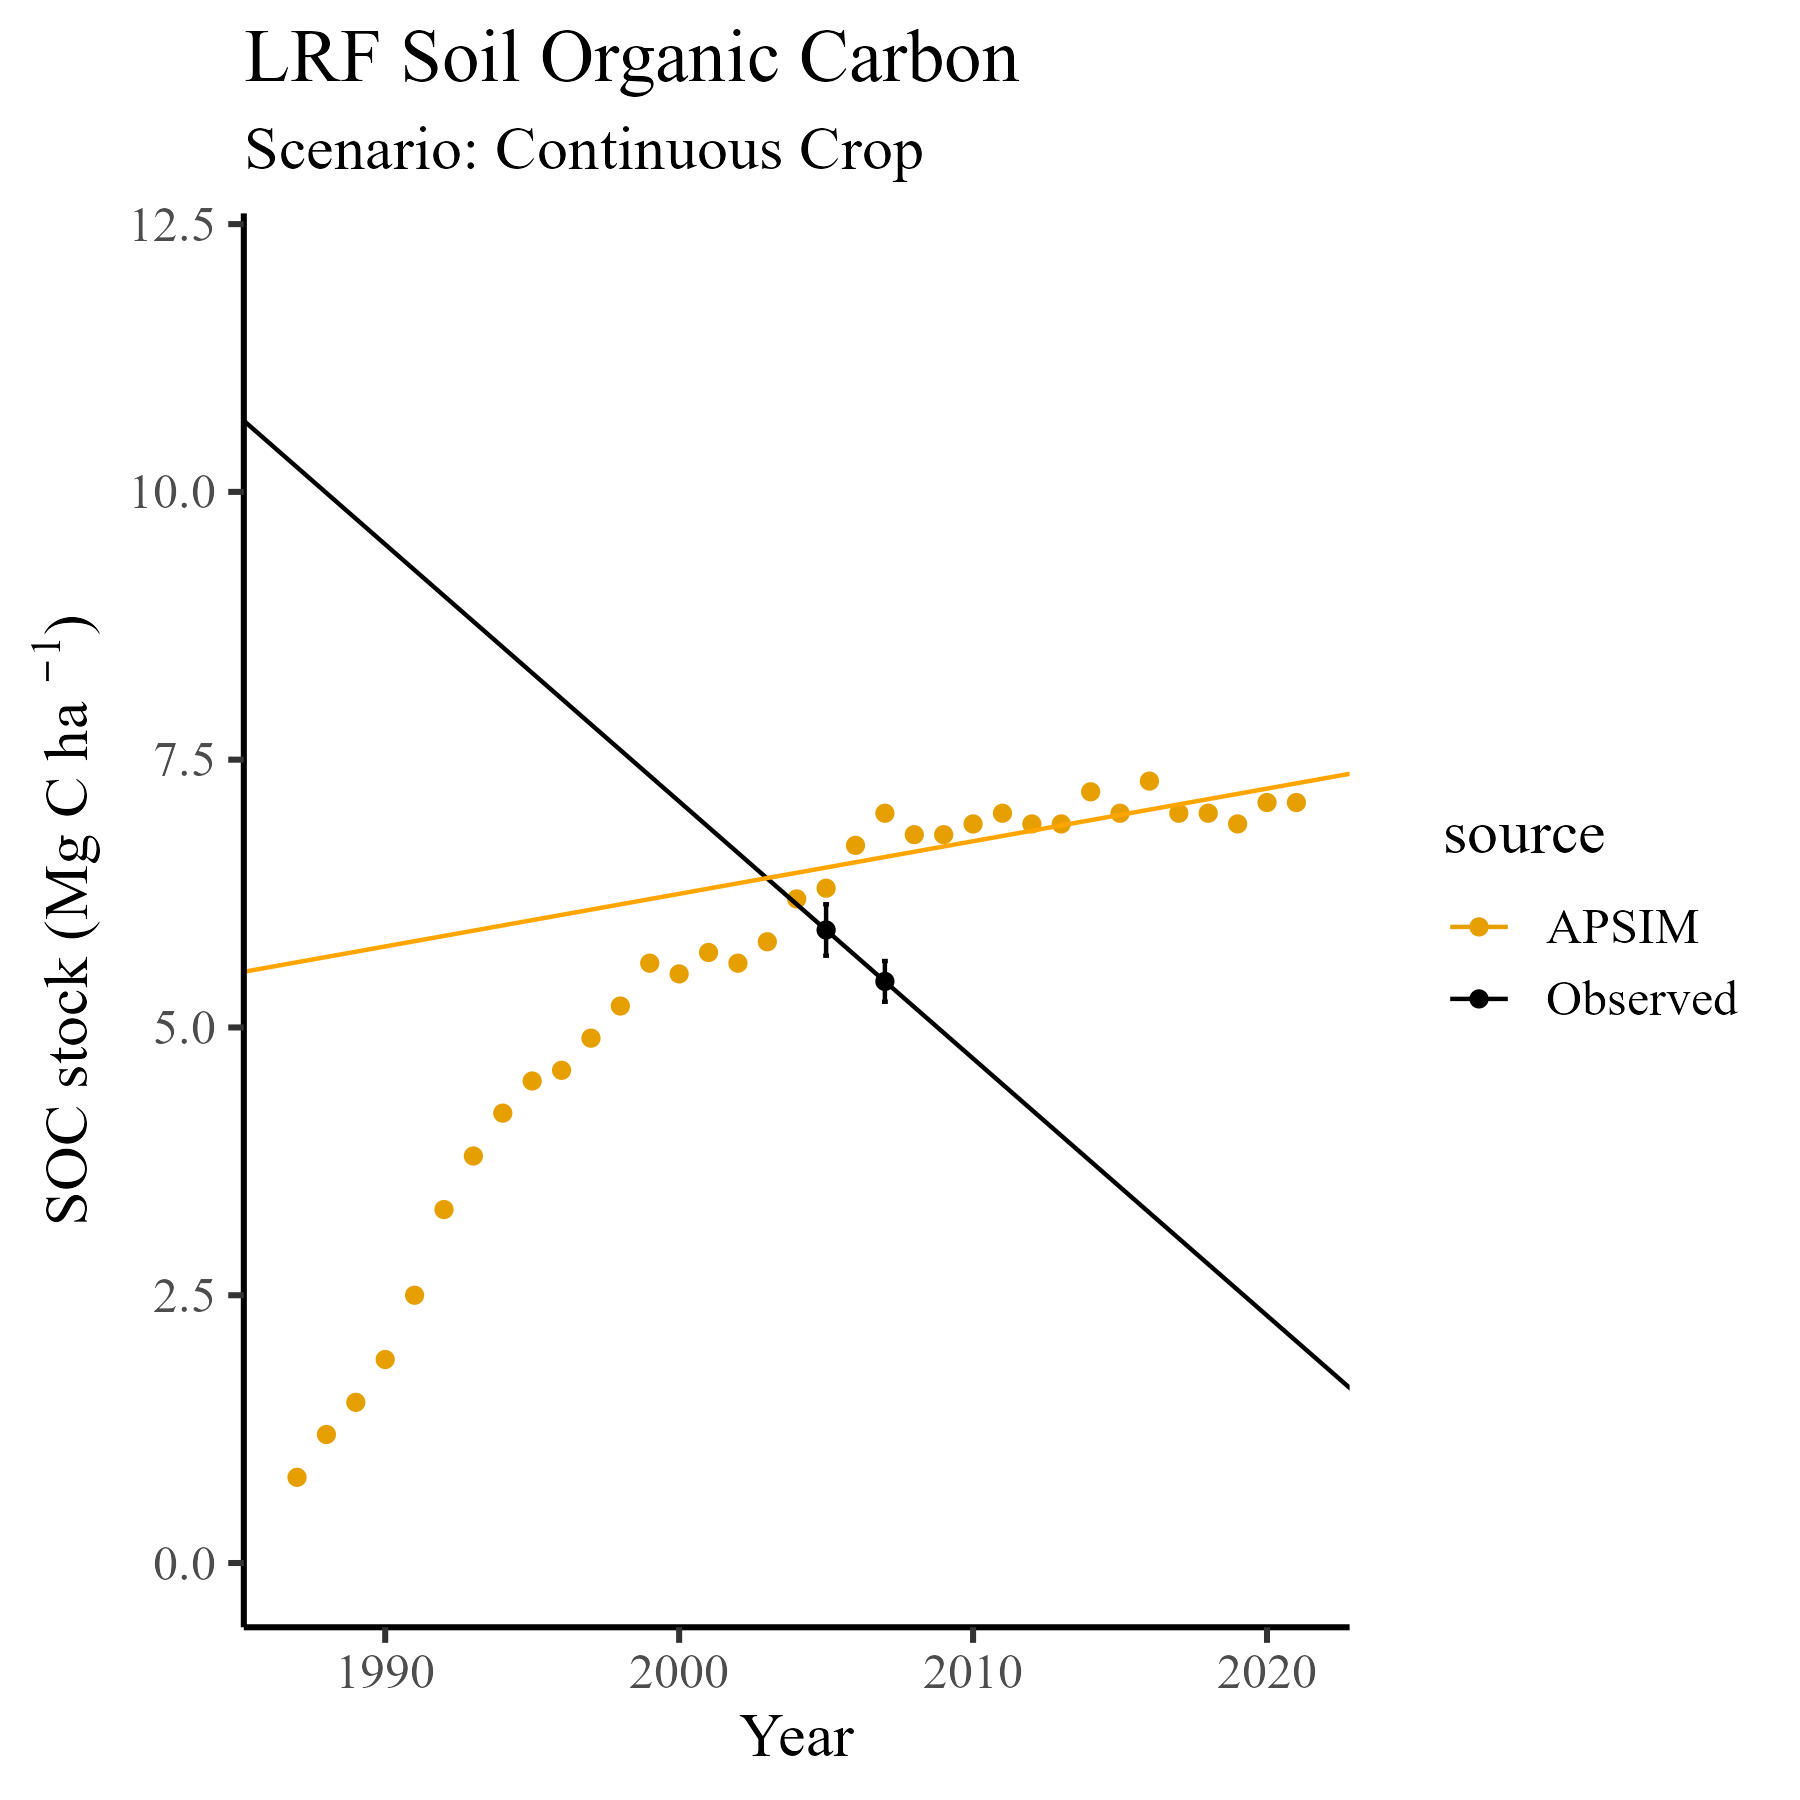 LRF Soil Organic Carbon
Scenario: Continuous Crop
12.5
10.0
7.5
5.0
2.5
0.0
SOC stock (Mg C ha ⁻¹)
1990 2000 2010 2020
Year
source
APSIM
Observed